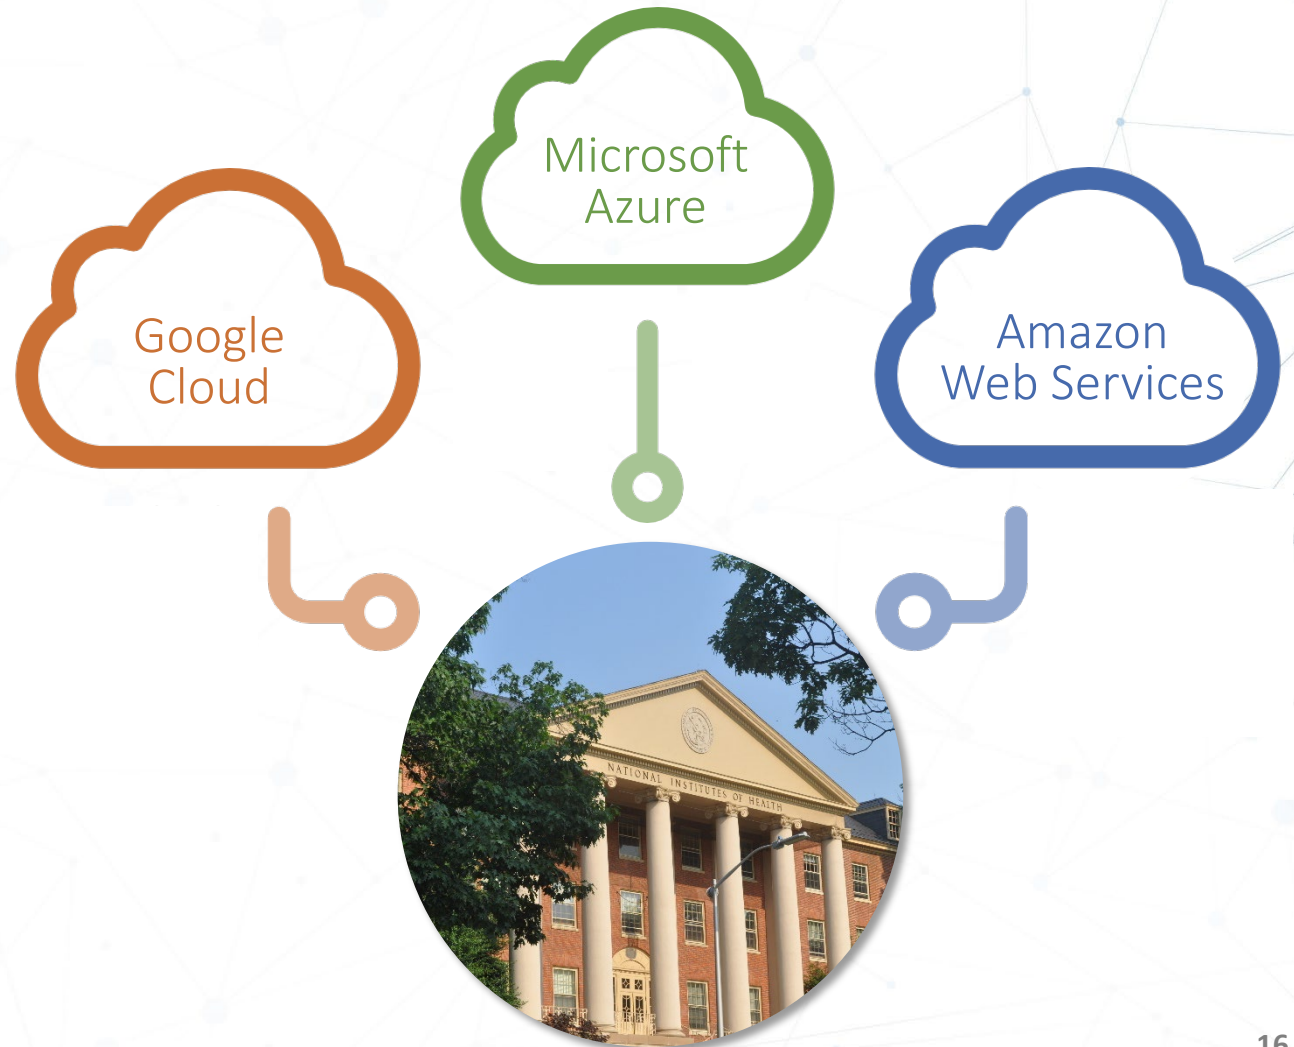 Microsoft
Azure
Google
Cloud
Amazon
Web Services
NATIONAL INSTITUTES OF HEALTH
16